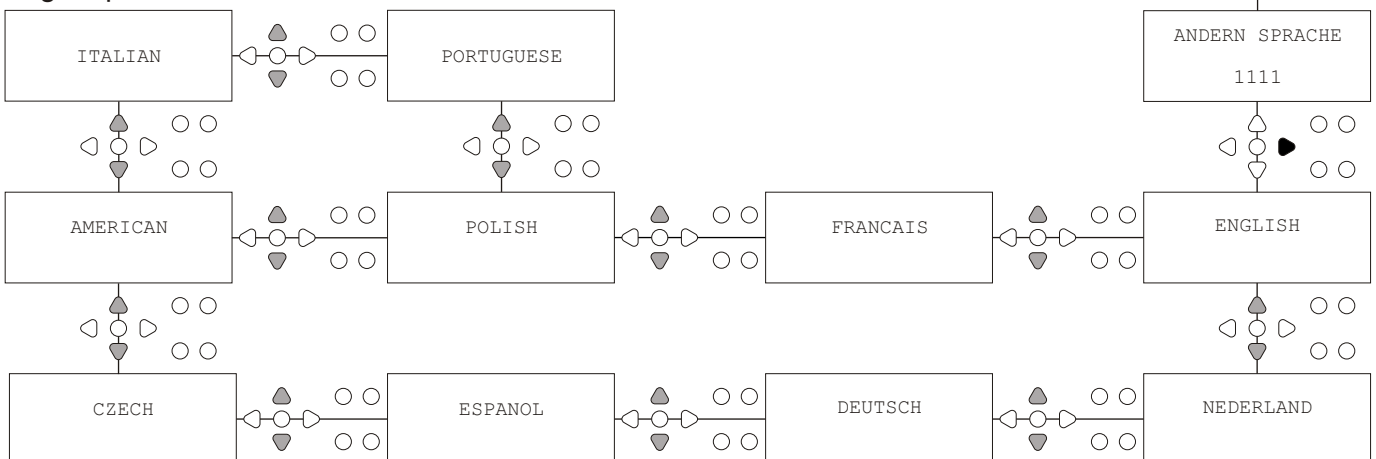 ITALIAN
PORTUGUESE
ANDERN SPRACHE
1111
AMERICAN
POLISH
FRANCAIS
ENGLISH
CZECH
ESPANOL
DEUTSCH
NEDERLAND